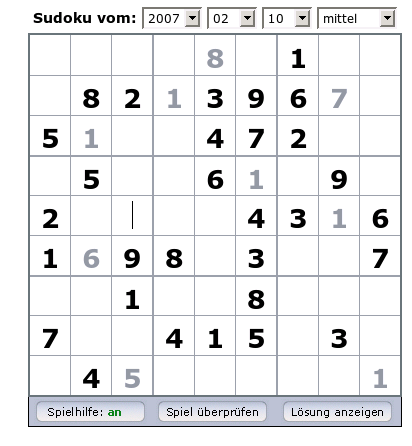 Sudoku vom: 2007 02 10 mittel
8 1
8 2 1 3 9 6 7
5 1 4 7 2
5 6 1 9
2 4 3 1 6
1 6 9 8 3 7
1 8
7 4 1 5 3
4 5 1
Spielhilfe: an Spiel überprüfen Lösung anzeigen